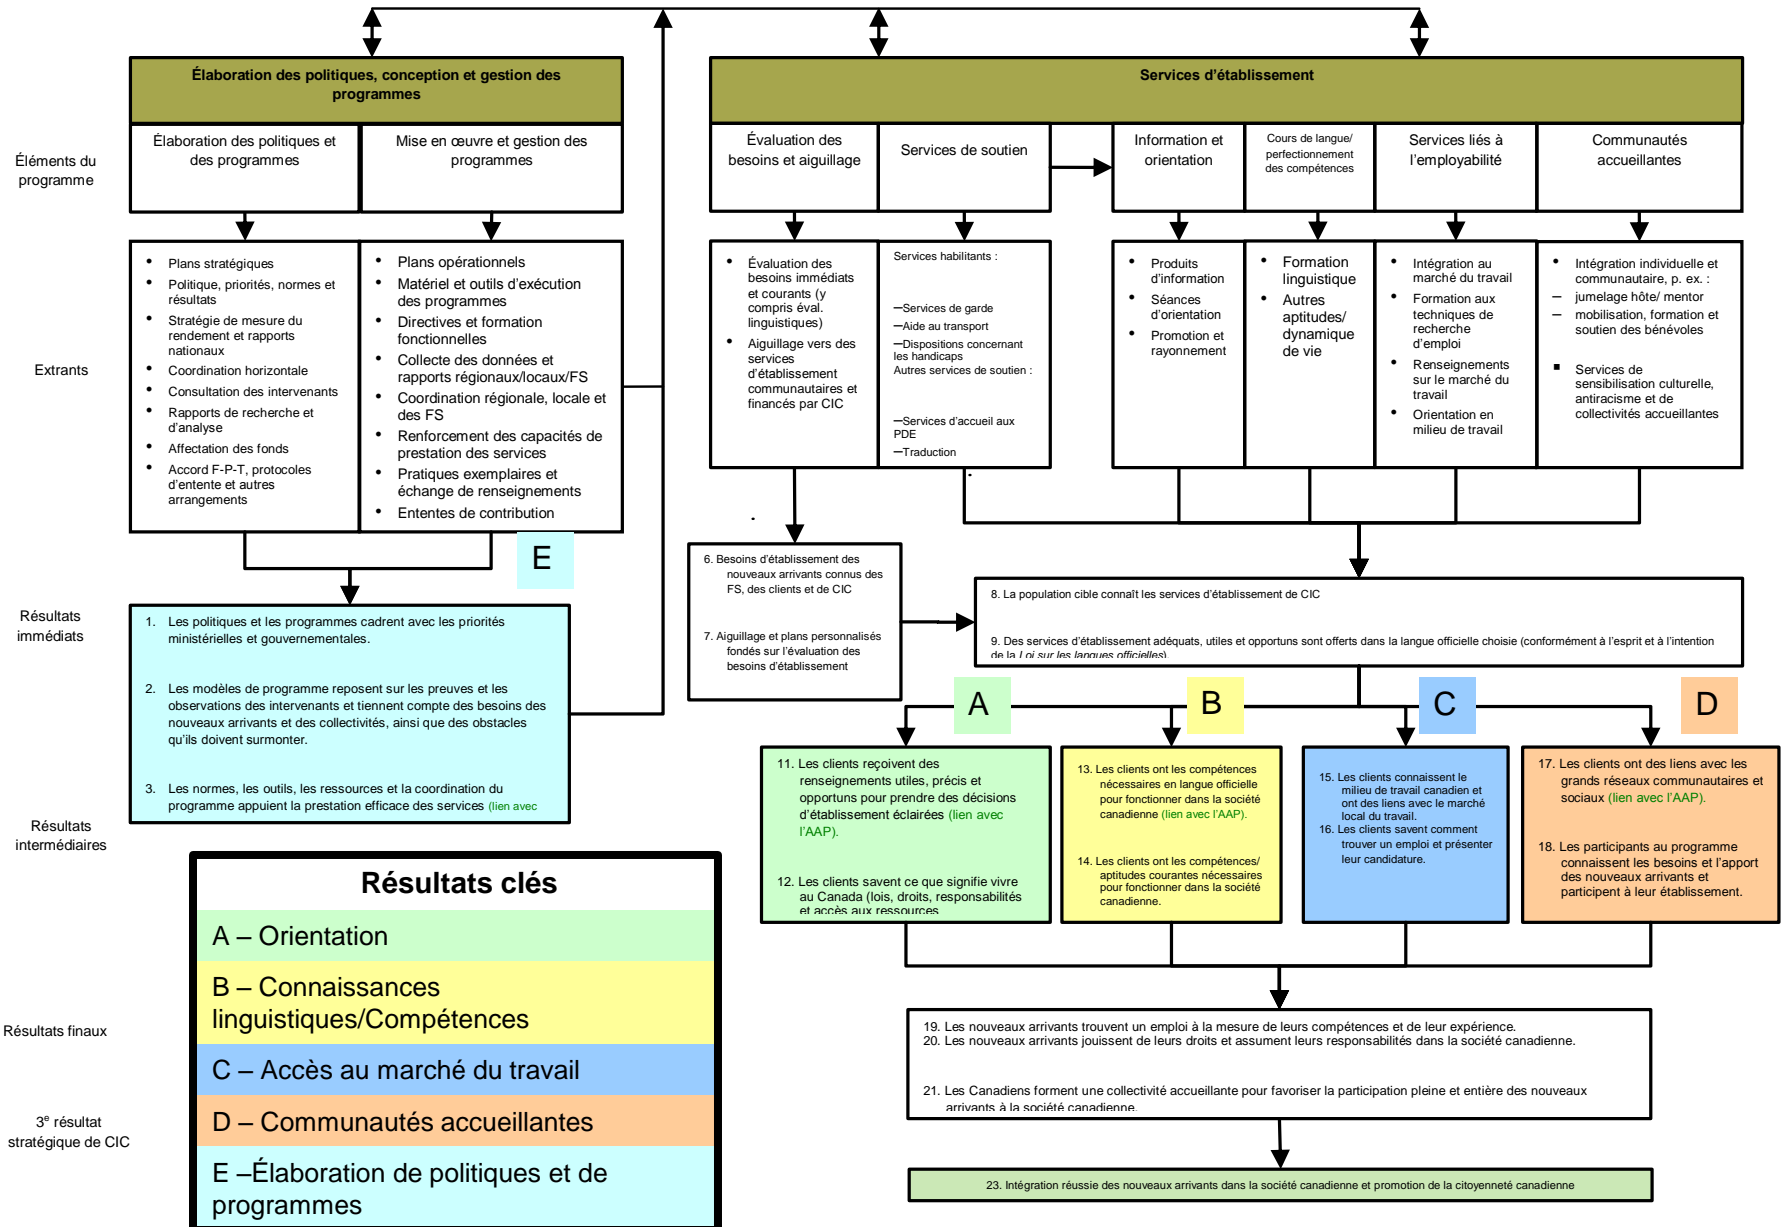 Élaboration des politiques, conception et gestion des
programmes
Services d'établissement
Éléments du
programme
Élaboration des politiques et
des programmes
Mise en œuvre et gestion des
programmes
Évaluation des
besoins et aiguillage
Services de soutien
Information et
orientation
Cours de langue/
perfectionnement
des compétences
Services liés à
l'employabilité
Communautés
accueillantes
Extrants
• Plans stratégiques
• Politique, priorités, normes et
résultats
• Stratégie de mesure du
rendement et rapports
nationaux
• Coordination horizontale
• Consultation des intervenants
• Rapports de recherche et
d'analyse
• Affectation des fonds
• Accord F-P-T, protocoles
d'entente et autres
arrangements
• Plans opérationnels
• Matériel et outils d'exécution
des programmes
• Directives et formation
fonctionnelles
• Collecte des données et
rapports régionaux/locaux/FS
• Coordination régionale, locale et
des FS
• Renforcement des capacités de
prestation des services
• Pratiques exemplaires et
échange de renseignements
• Ententes de contribution
• Évaluation des
besoins immédiats
et courants (y
compris éval.
linguistiques)
• Aiguillage vers des
services
d'établissement
communautaires et
financés par CIC
Services habilitants :
—Services de garde
—Aide au transport
—Dispositions concernant
les handicaps
Autres services de soutien :
—Services d'accueil aux
PDE
—Traduction
• Produits
d'information
• Séances
d'orientation
• Promotion et
rayonnement
• Formation
linguistique
• Autres
aptitudes/
dynamique
de vie
• Intégration au
marché du travail
• Formation aux
techniques de
recherche
d'emploi
• Renseignements
sur le marché du
travail
• Orientation en
milieu de travail
• Intégration individuelle et
communautaire, p. ex. :
— jumelage hôte/ mentor
— mobilisation, formation et
soutien des bénévoles
■ Services de
sensibilisation culturelle,
antiracisme et de
collectivités accueillantes
E
Résultats
immédiats
1. Les politiques et les programmes cadrent avec les priorités
ministérielles et gouvernementales.
2. Les modèles de programme reposent sur les preuves et les
observations des intervenants et tiennent compte des besoins des
nouveaux arrivants et des collectivités, ainsi que des obstacles
qu'ils doivent surmonter.
3. Les normes, les outils, les ressources et la coordination du
programme appuient la prestation efficace des services (lien avec
6. Besoins d'établissement des
nouveaux arrivants connus des
FS, des clients et de CIC
7. Aiguillage et plans personnalisés
fondés sur l'évaluation des
besoins d'établissement
8. La population cible connaît les services d'établissement de CIC
9. Des services d'établissement adéquats, utiles et opportuns sont offerts dans la langue officielle choisie (conformément à l'esprit et à l'intention
de la Loi sur les langues officielles).
A
B
C
D
Résultats
intermédiaires
11. Les clients reçoivent des
renseignements utiles, précis et
opportuns pour prendre des décisions
d'établissement éclairées (lien avec
l'AAP).
12. Les clients savent ce que signifie vivre
au Canada (lois, droits, responsabilités
et accès aux ressources
13. Les clients ont les compétences
nécessaires en langue officielle
pour fonctionner dans la société
canadienne (lien avec l'AAP).
14. Les clients ont les compétences/
aptitudes courantes nécessaires
pour fonctionner dans la société
canadienne.
15. Les clients connaissent le
milieu de travail canadien et
ont des liens avec le marché
local du travail.
16. Les clients savent comment
trouver un emploi et présenter
leur candidature.
17. Les clients ont des liens avec les
grands réseaux communautaires et
sociaux (lien avec l'AAP).
18. Les participants au programme
connaissent les besoins et l'apport
des nouveaux arrivants et
participent à leur établissement.
Résultats clés
A – Orientation
B – Connaissances
linguistiques/Compétences
C – Accès au marché du travail
D – Communautés accueillantes
E –Élaboration de politiques et de
programmes
Résultats finaux
19. Les nouveaux arrivants trouvent un emploi à la mesure de leurs compétences et de leur expérience.
20. Les nouveaux arrivants jouissent de leurs droits et assument leurs responsabilités dans la société canadienne.
21. Les Canadiens forment une collectivité accueillante pour favoriser la participation pleine et entière des nouveaux
arrivants à la société canadienne.
3e résultat
stratégique de CIC
23. Intégration réussie des nouveaux arrivants dans la société canadienne et promotion de la citoyenneté canadienne